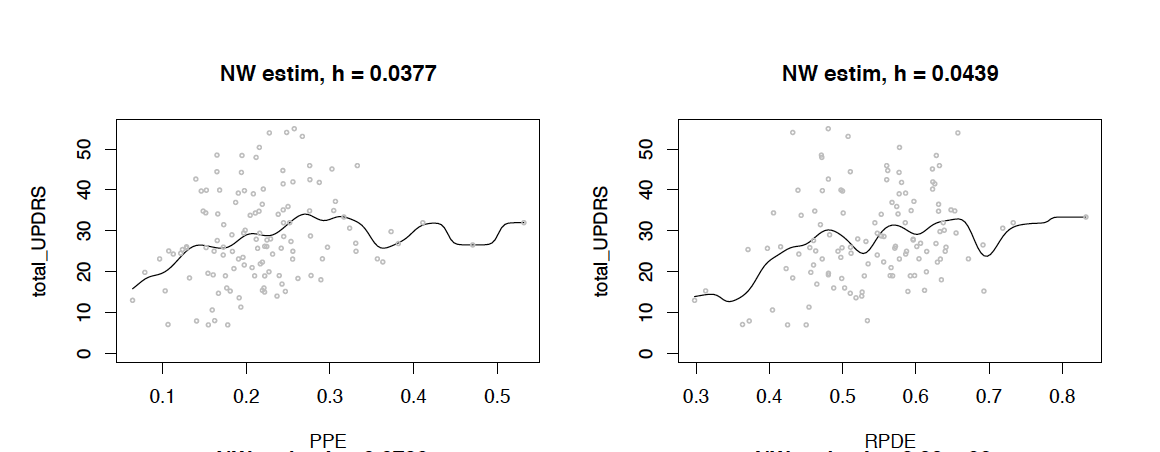 NW estim, h = 0.0377
total_UPDRS
0 10 20 30 40 50
0.1 0.2 0.3 0.4 0.5
PPE
NW estim, h = 0.0439
total_UPDRS
0 10 20 30 40 50
0.3 0.4 0.5 0.6 0.7 0.8
RPDE